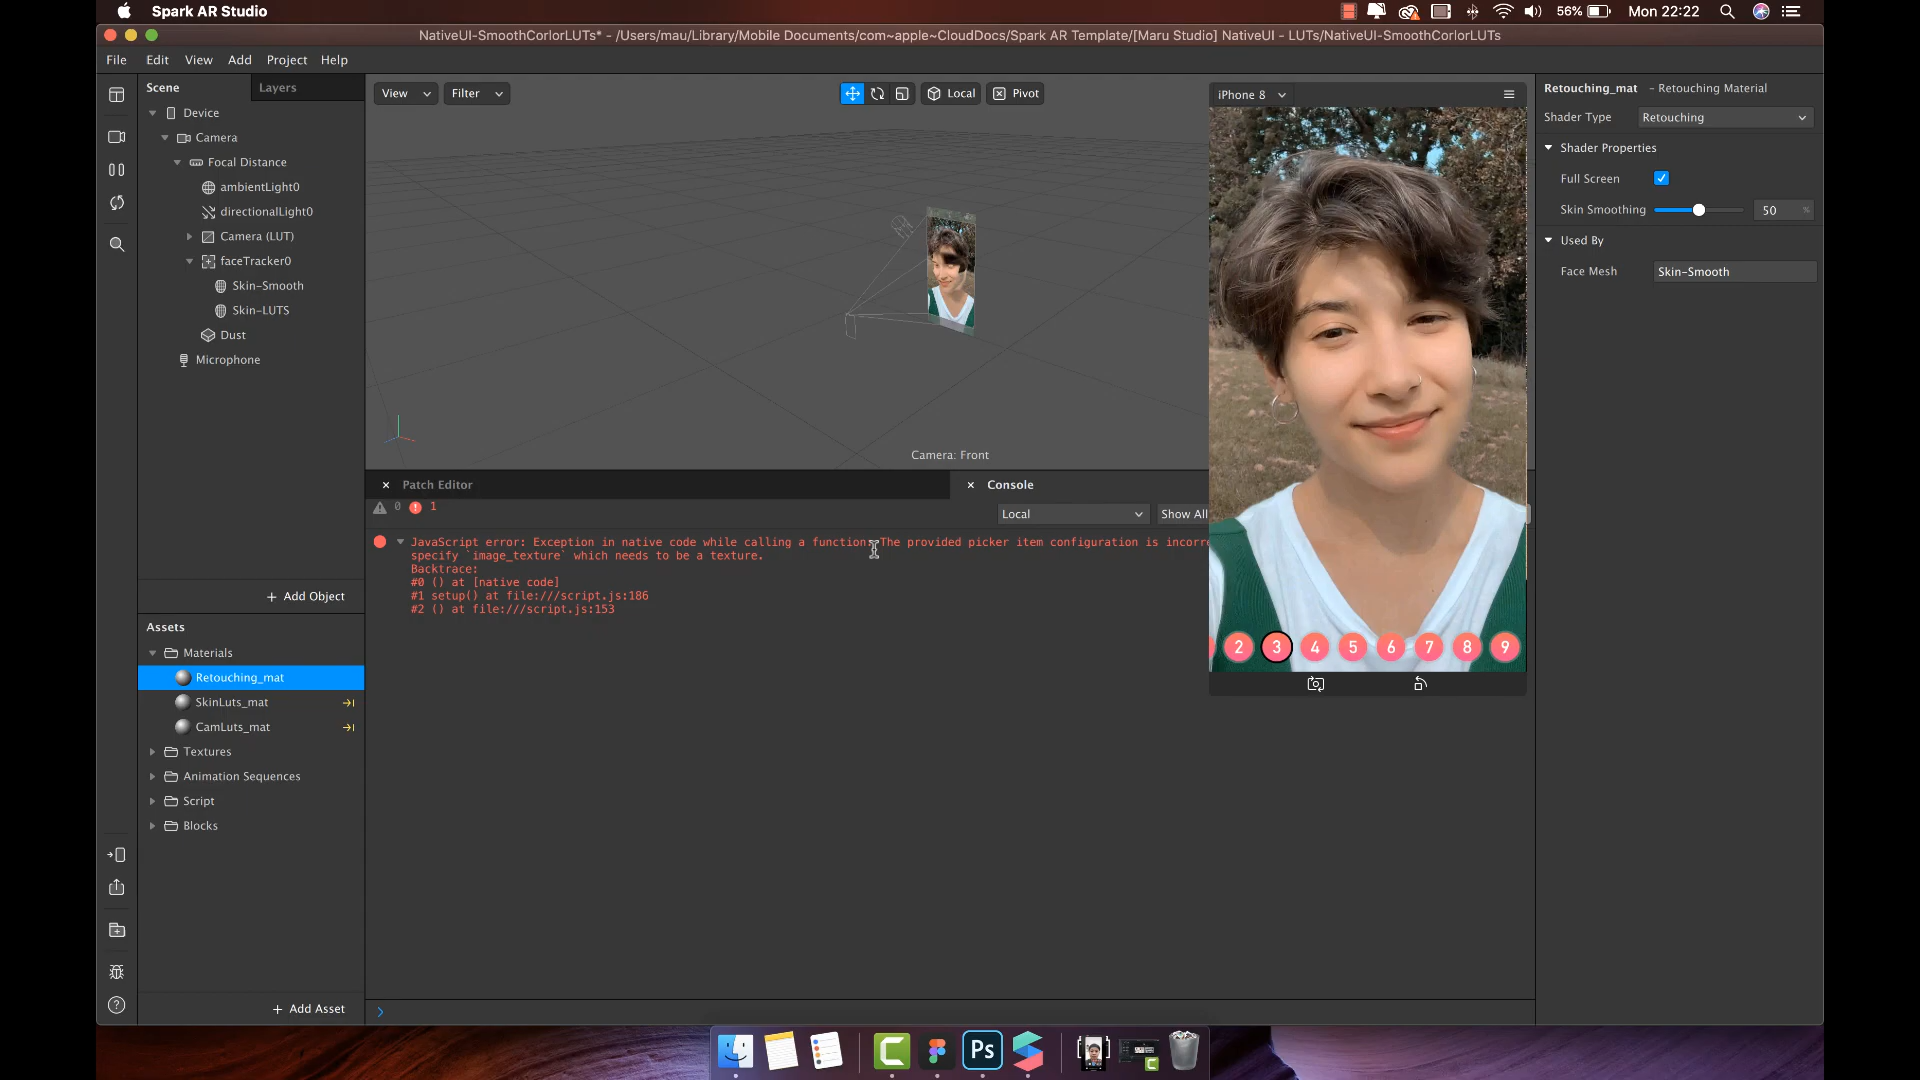 Spark AR Studio
56%
Mon 22:22
NativeUI-SmoothCorlorLUTs* - /Users/mau/Library/Mobile Documents/com~apple~CloudDocs/Spark AR Template/[Maru Studio] NativeUI - LUTs/NativeUI-SmoothCorlorLUTs
File Edit View Add Project Help
Scene
Layers
Device
Camera
Focal Distance
ambientLight0
directionalLight0
Camera (LUT)
faceTracker0
Skin-Smooth
Skin-LUTS
Dust
Microphone
+ Add Object
Assets
Materials
Retouching_mat
SkinLuts_mat
CamLuts_mat
Textures
Animation Sequences
Script
Blocks
+ Add Asset
View
Filter
Local
Pivot
Camera: Front
Patch Editor
Console
0
1
Local
Show All
JavaScript error: Exception in native code while calling a function: The provided picker item configuration is incorre
specify `image_texture` which needs to be a texture.
Backtrace:
#0 () at [native code]
#1 setup() at file:///script.js:186
#2 () at file:///script.js:153
iPhone 8
2 3 4 5 6 7 8 9
Retouching_mat - Retouching Material
Shader Type
Retouching
Shader Properties
Full Screen
Skin Smoothing
50 %
Used By
Face Mesh
Skin-Smooth
Ps